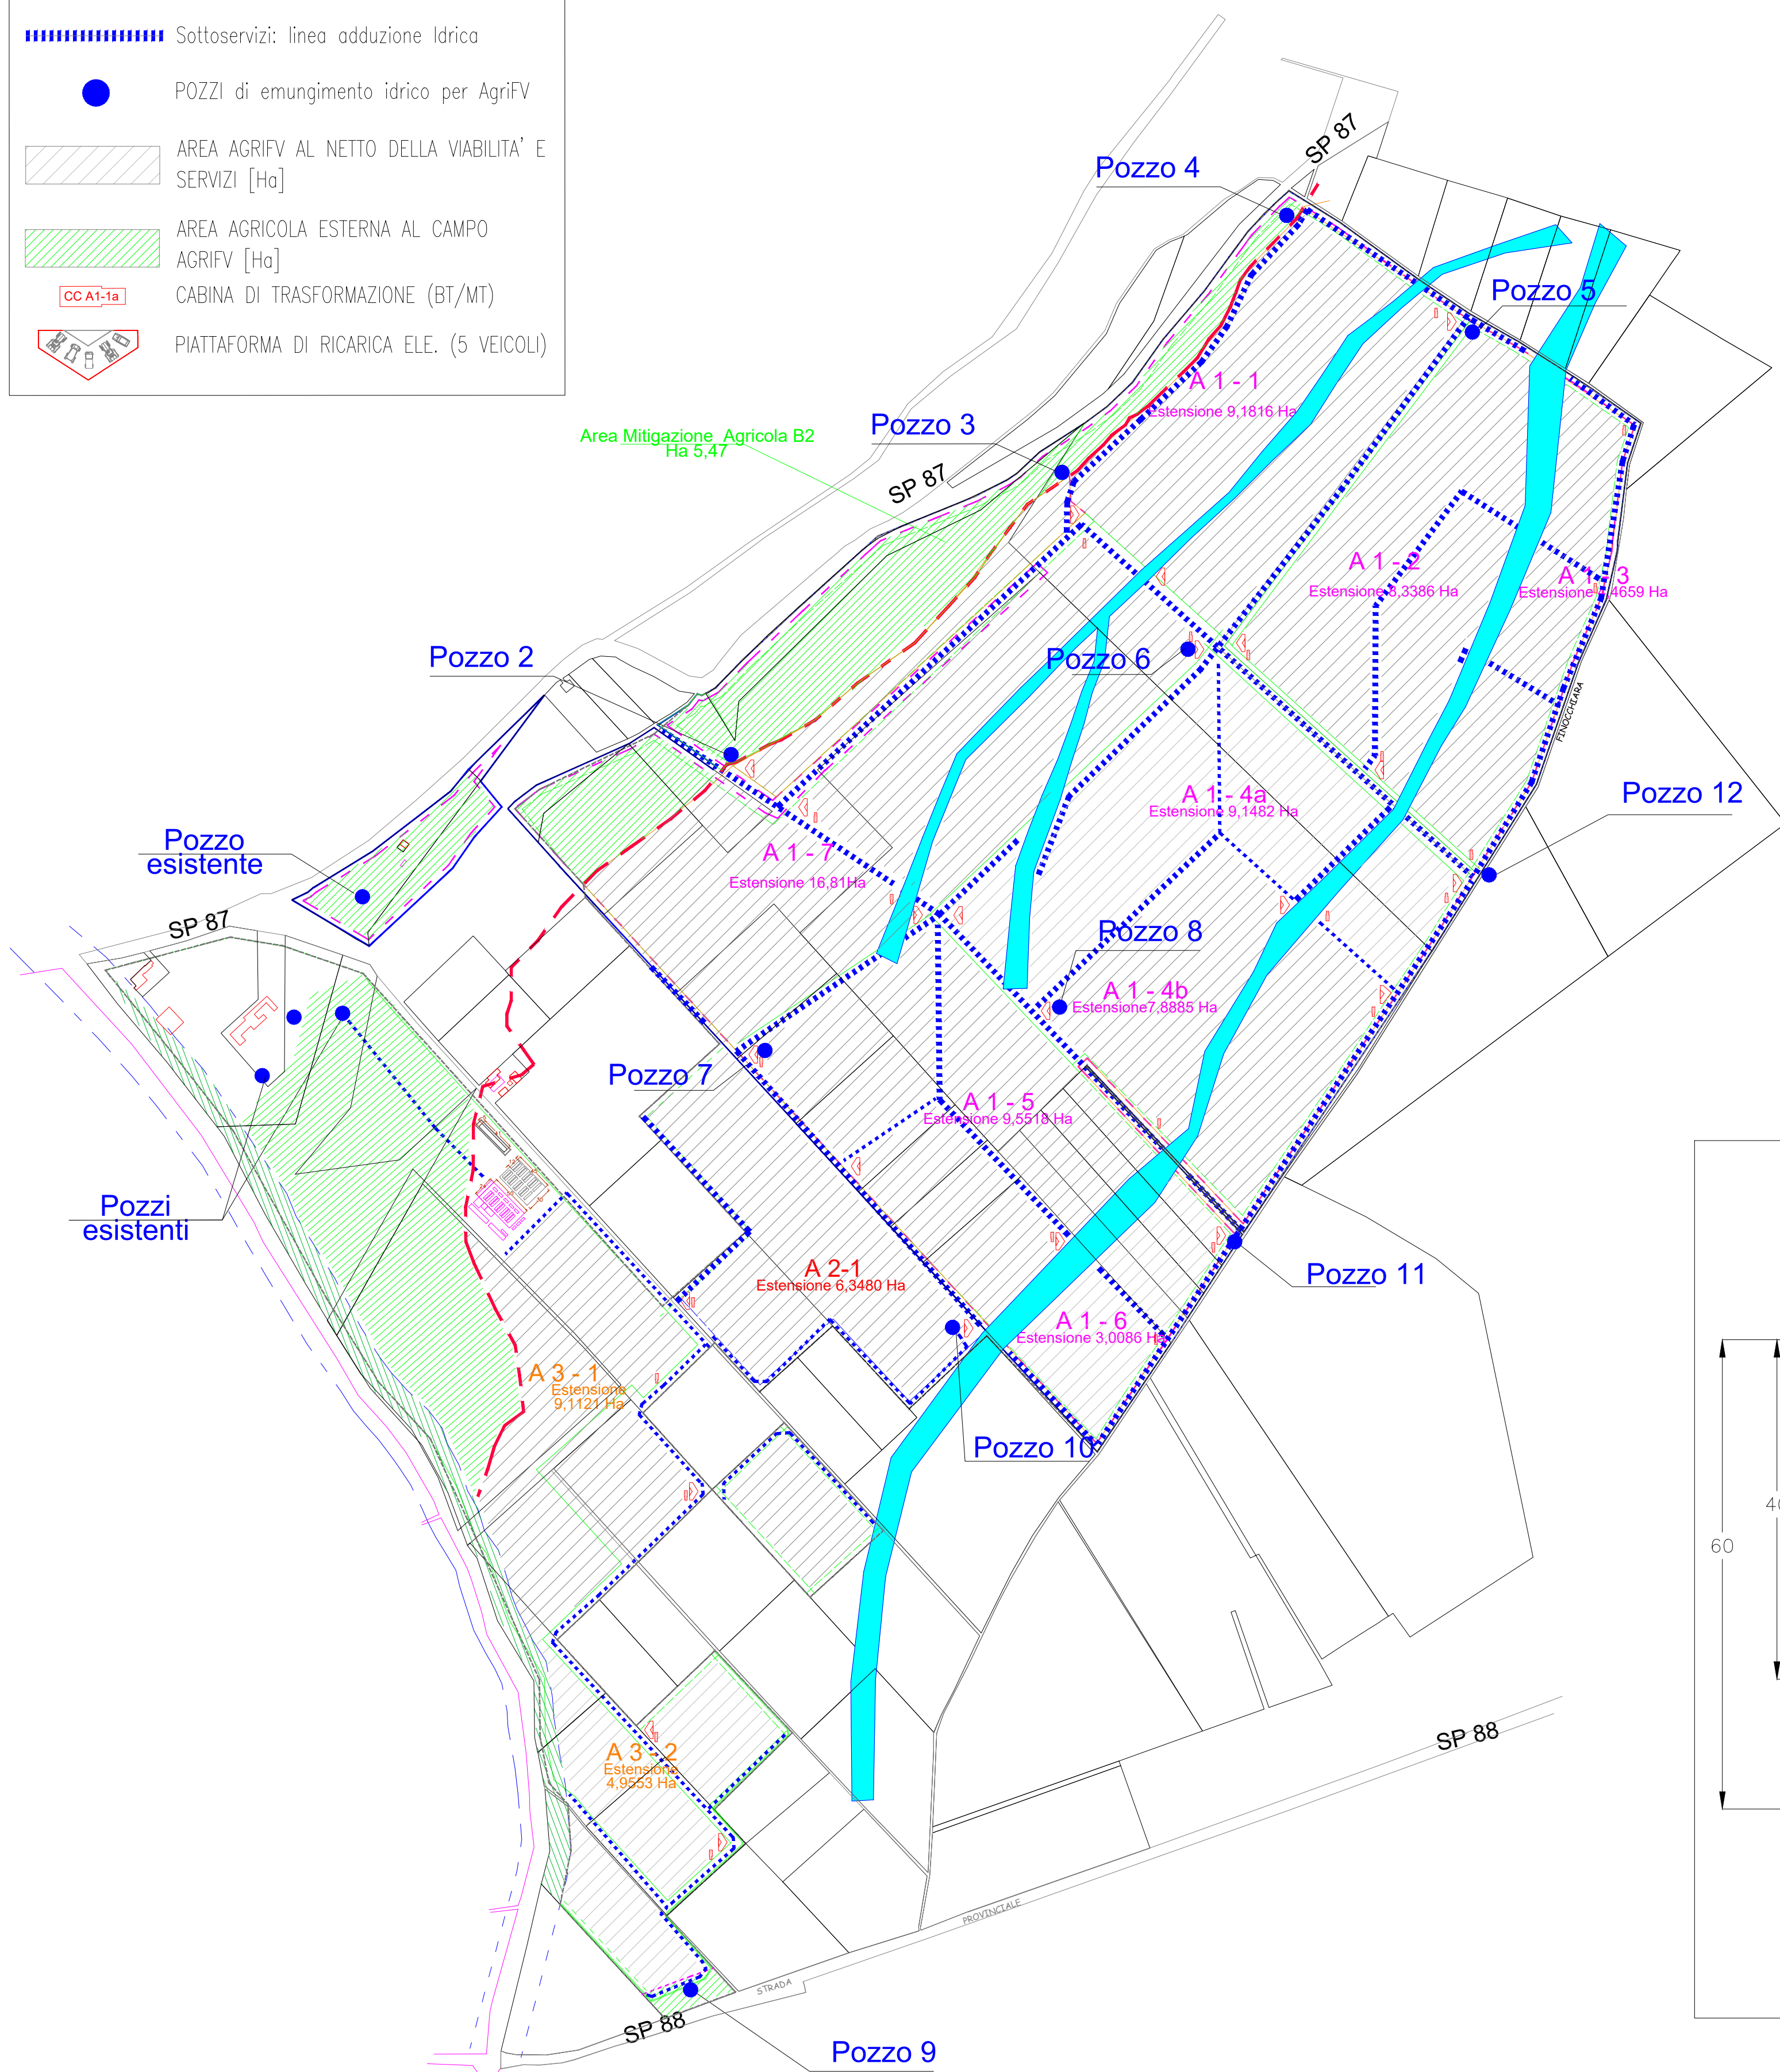 Sottoservizi: linea adduzione Idrica
POZZI di emungimento idrico per AgriFV
AREA AGRIFV AL NETTO DELLA VIABILITA' E
SERVIZI [Ha]
AREA AGRICOLA ESTERNA AL CAMPO
AGRIFV [Ha]
CC A1-1a
CABINA DI TRASFORMAZIONE (BT/MT)
PIATTAFORMA DI RICARICA ELE. (5 VEICOLI)
SP 87
Pozzo 4
Pozzo 5
A 1 - 1
Estensione 9,1816 Ha
Pozzo 3
Area Mitigazione Agricola B2
Ha 5,47
SP 87
A 1 - 2
Estensione 8,3386 Ha
A 1 - 3
Estensione 4659 Ha
Pozzo 2
Pozzo 6
FINOCCHIARA
Pozzo 12
A 1 - 4a
Estensione 9,1482 Ha
Pozzo
esistente
A 1 - 7
Estensione 16,81Ha
SP 87
Pozzo 8
A 1 - 4b
Estensione7,8885 Ha
Pozzo 7
A 1 - 5
Estensione 9,5518 Ha
Pozzi
esistenti
A 2-1
Estensione 6,3480 Ha
Pozzo 11
A 1 - 6
Estensione 3,0086 Ha
A 3 - 1
Estensione
9,1121 Ha
Pozzo 10
60
40
A 3 - 2
Estensione
4,9553 Ha
SP 88
PROVINCIALE
STRADA
SP 88
Pozzo 9